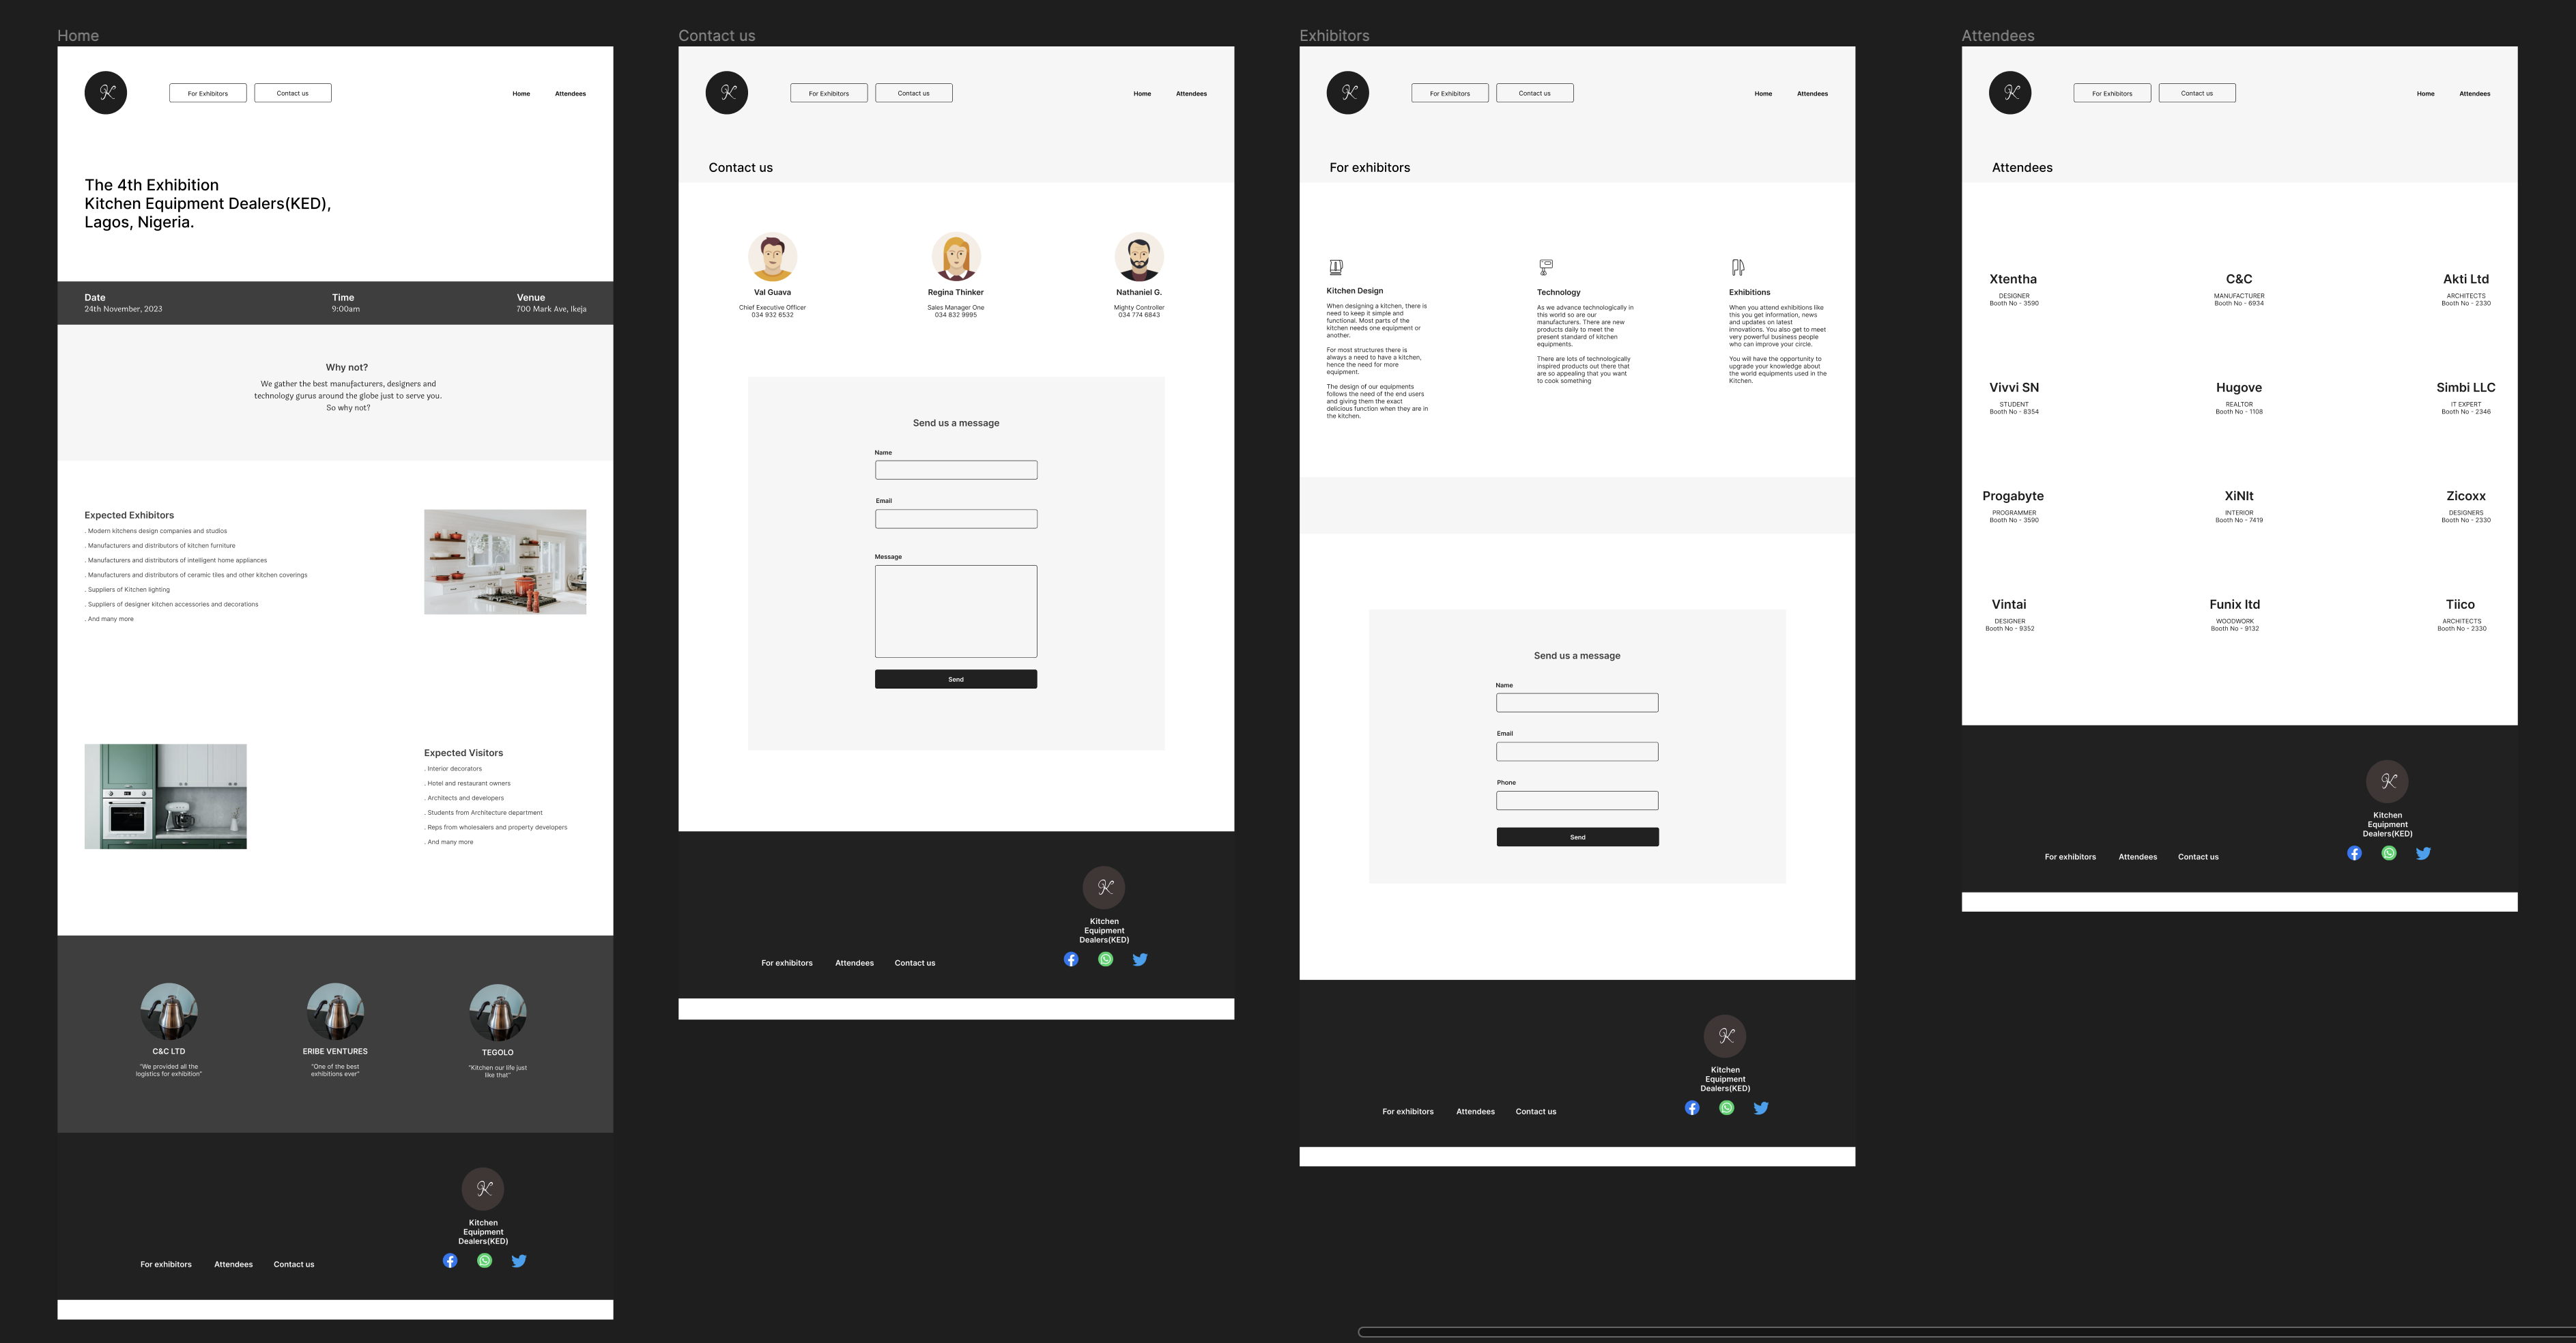 Home
K
For Exhibitors
Contact us
Home
Attendees
The 4th Exhibition
Kitchen Equipment Dealers(KED),
Lagos, Nigeria.
Date
24th November, 2023
Time
9:00am
Venue
700 Mark Ave, Ikeja
Why not?
We gather the best manufacturers, designers and
technology gurus around the globe just to serve you.
So why not?
Expected Exhibitors
. Modern kitchens design companies and studios
. Manufacturers and distributors of kitchen furniture
. Manufacturers and distributors of intelligent home appliances
. Manufacturers and distributors of ceramic tiles and other kitchen coverings
. Suppliers of Kitchen lighting
. Suppliers of designer kitchen accessories and decorations
. And many more
Expected Visitors
. Interior decorators
. Hotel and restaurant owners
. Architects and developers
. Students from Architecture department
. Reps from wholesalers and property developers
. And many more
C&C LTD
"We provided all the
logistics for exhibition"
ERIBE VENTURES
"One of the best
exhibitions ever"
TEGOLO
"Kitchen our life just
like that"
K
Kitchen
Equipment
Dealers(KED)
For exhibitors
Attendees
Contact us
Contact us
K
For Exhibitors
Contact us
Home
Attendees
Contact us
Val Guava
Chief Executive Officer
034 932 6532
Regina Thinker
Sales Manager One
034 832 9995
Nathaniel G.
Mighty Controller
034 774 6843
Send us a message
Name
Email
Message
Send
K
Kitchen
Equipment
Dealers(KED)
For exhibitors
Attendees
Contact us
Exhibitors
K
For Exhibitors
Contact us
Home
Attendees
For exhibitors
Kitchen Design
When designing a kitchen, there is
need to keep it simple and
functional. Most parts of the
kitchen needs one equipment or
another.
For most structures there is
always a need to have a kitchen,
hence the need for more
equipment.
The design of our equipments
follows the need of the end users
and giving them the exact
delicious function when they are in
the kitchen.
Technology
As we advance technologically in
this world so are our
manufacturers. There are new
products daily to meet the
present standard of kitchen
equipments.
There are lots of technologically
inspired products out there that
are so appealing that you want
to cook something
Exhibitions
When you attend exhibitions like
this you get information, news
and updates on latest
innovations. You also get to meet
very powerful business people
who can improve your circle.
You will have the opportunity to
upgrade your knowledge about
the world equipments used in the
Kitchen.
Send us a message
Name
Email
Phone
Send
K
Kitchen
Equipment
Dealers(KED)
For exhibitors
Attendees
Contact us
Attendees
K
For Exhibitors
Contact us
Home
Attendees
Attendees
Xtentha
DESIGNER
Booth No - 3590
C&C
MANUFACTURER
Booth No - 6934
Akti Ltd
ARCHITECTS
Booth No - 2330
Vivvi SN
STUDENT
Booth No - 8354
Hugove
REALTOR
Booth No - 1108
Simbi LLC
IT EXPERT
Booth No - 2346
Progabyte
PROGRAMMER
Booth No - 3590
XiNIt
INTERIOR
Booth No - 7419
Zicoxx
DESIGNERS
Booth No - 2330
Vintai
DESIGNER
Booth No - 9352
Funix ltd
WOODWORK
Booth No - 9132
Tiico
ARCHITECTS
Booth No - 2330
K
Kitchen
Equipment
Dealers(KED)
For exhibitors
Attendees
Contact us